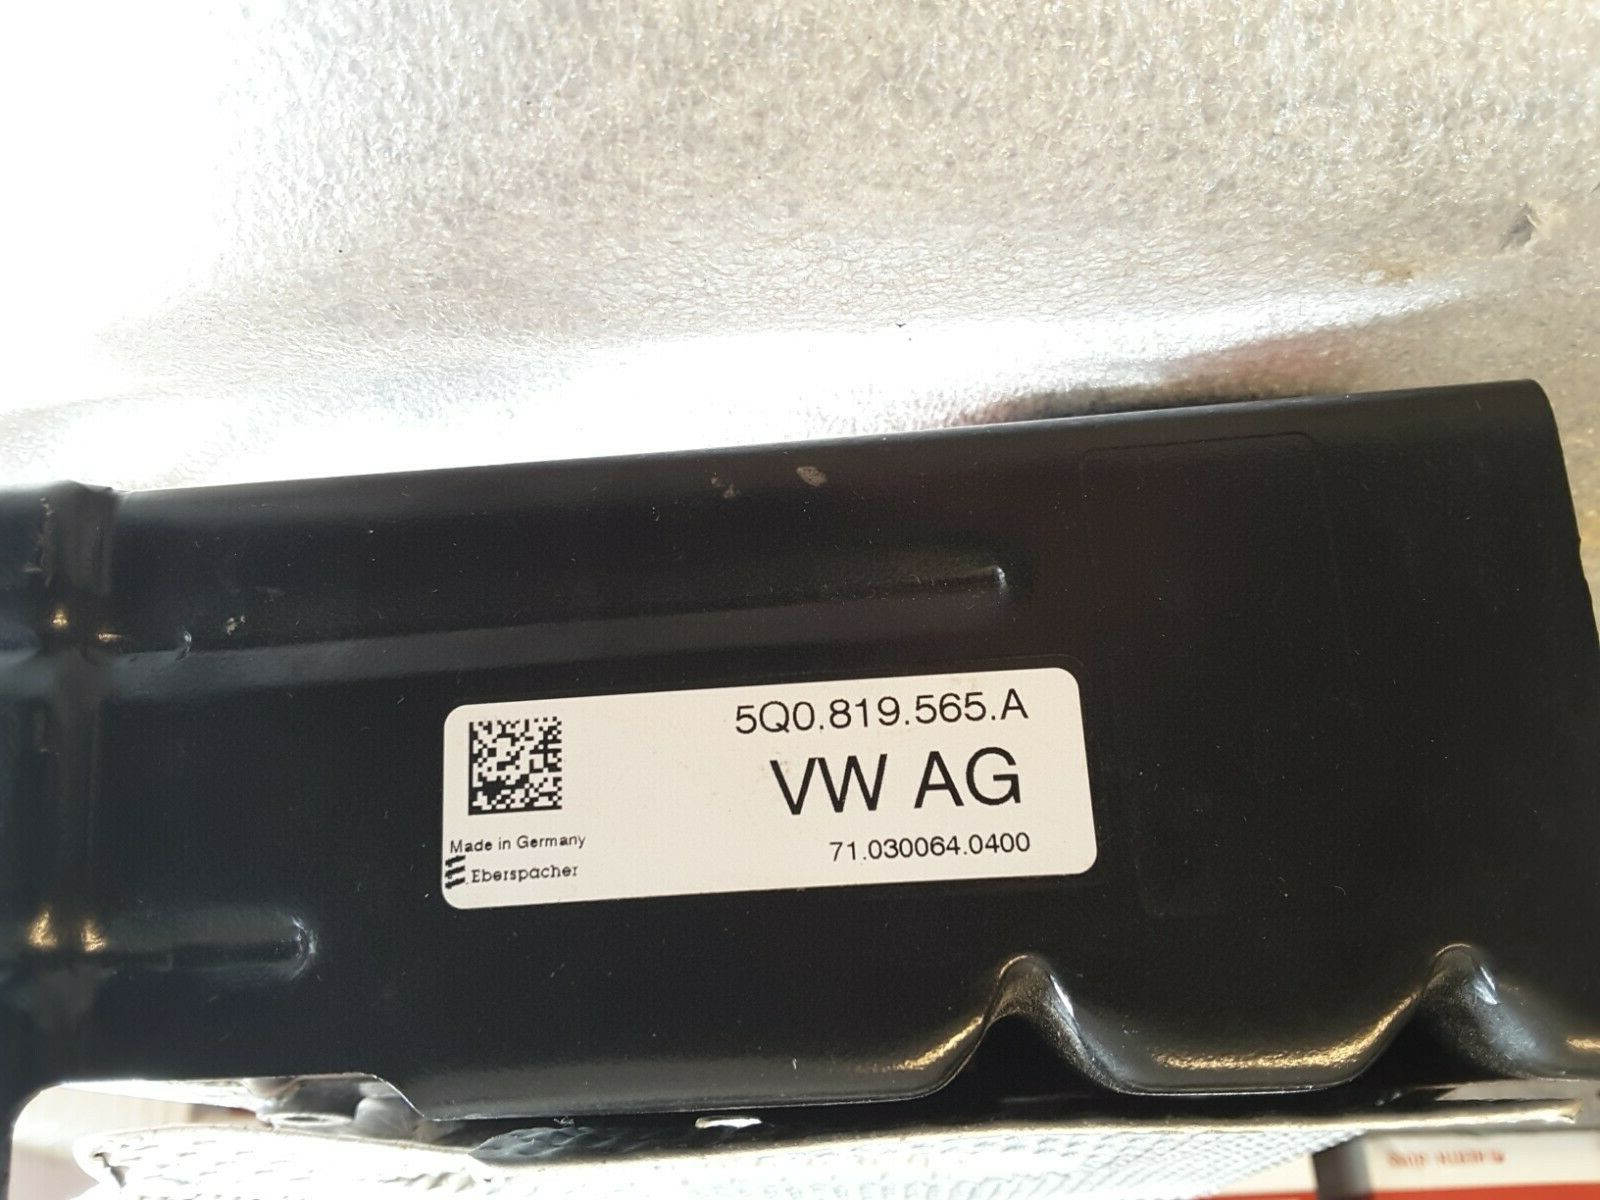 5Q0.819.565.A
VW AG
71.030064.0400
Made in Germany
Eberspacher